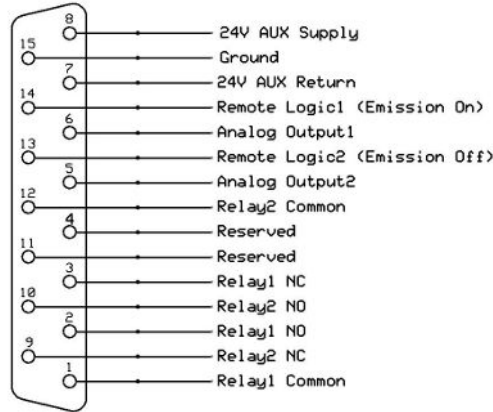 8 24V AUX Supply
15 Ground
7 24V AUX Return
14 Remote Logic1 (Emission On)
6 Analog Output1
13 Remote Logic2 (Emission Off)
5 Analog Output2
12 Relay2 Common
4 Reserved
11 Reserved
3 Relay1 NC
10 Relay2 NO
2 Relay1 NO
9 Relay2 NC
1 Relay1 Common